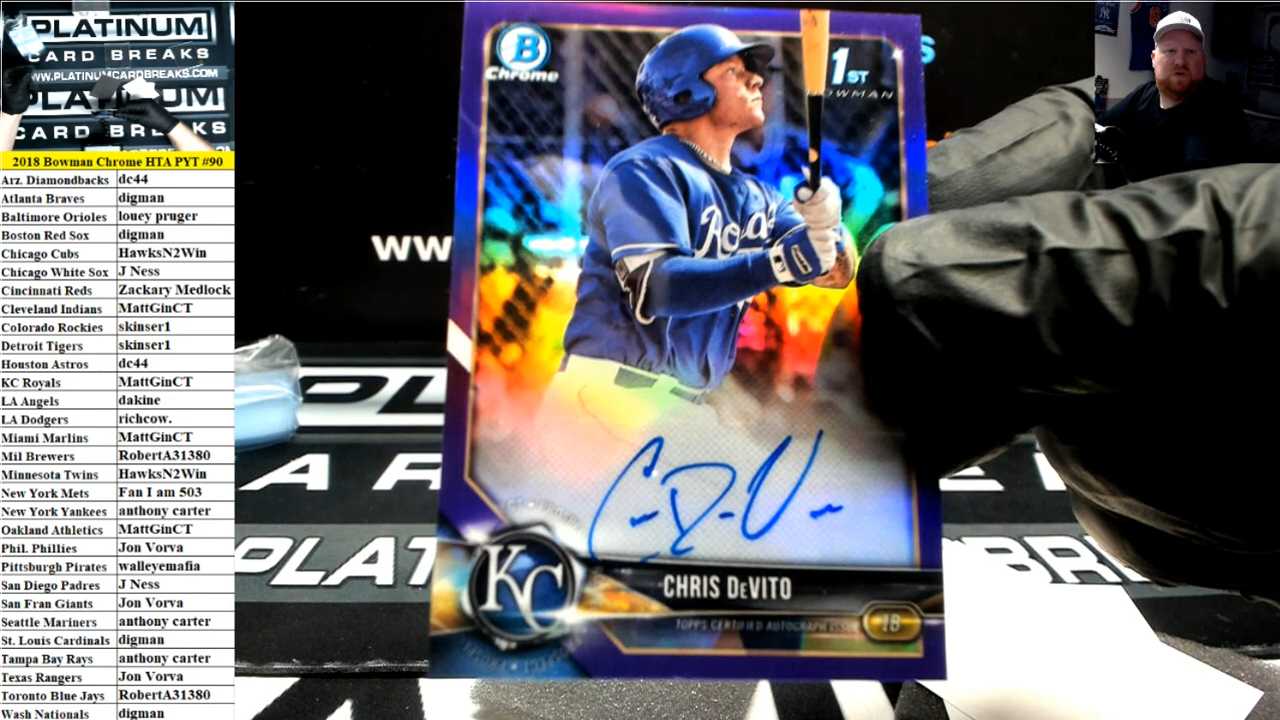 PLATINUM
CARD BREAKS
WWW.PLATINUMCARDBREAKS.COM
PLATINUM
CARD BREAKS
2018 Bowman Chrome HTA PYT #90
Arz. Diamondbacks dc44
Atlanta Braves digman
Baltimore Orioles louey pruger
Boston Red Sox digman
Chicago Cubs HawksN2Win
Chicago White Sox J Ness
Cincinnati Reds Zackary Medlock
Cleveland Indians MattGinCT
Colorado Rockies skinser1
Detroit Tigers skinser1
Houston Astros dc44
KC Royals MattGinCT
LA Angels dakine
LA Dodgers richcow.
Miami Marlins MattGinCT
Mil Brewers RobertA31380
Minnesota Twins HawksN2Win
New York Mets Fan I am 503
New York Yankees anthony carter
Oakland Athletics MattGinCT
Phil. Phillies Jon Vorva
Pittsburgh Pirates walleyemafia
San Diego Padres J Ness
San Fran Giants Jon Vorva
Seattle Mariners anthony carter
St. Louis Cardinals digman
Tampa Bay Rays anthony carter
Texas Rangers Jon Vorva
Toronto Blue Jays RobertA31380
Wash Nationals digman
B
Chrome
1ST
BOWMAN
S
WW
Roya
PL
A R
PLAT
BR
KC
CHRIS DeVITO
TOPPS CERTIFIED AUTOGRAPH ISSUE
18